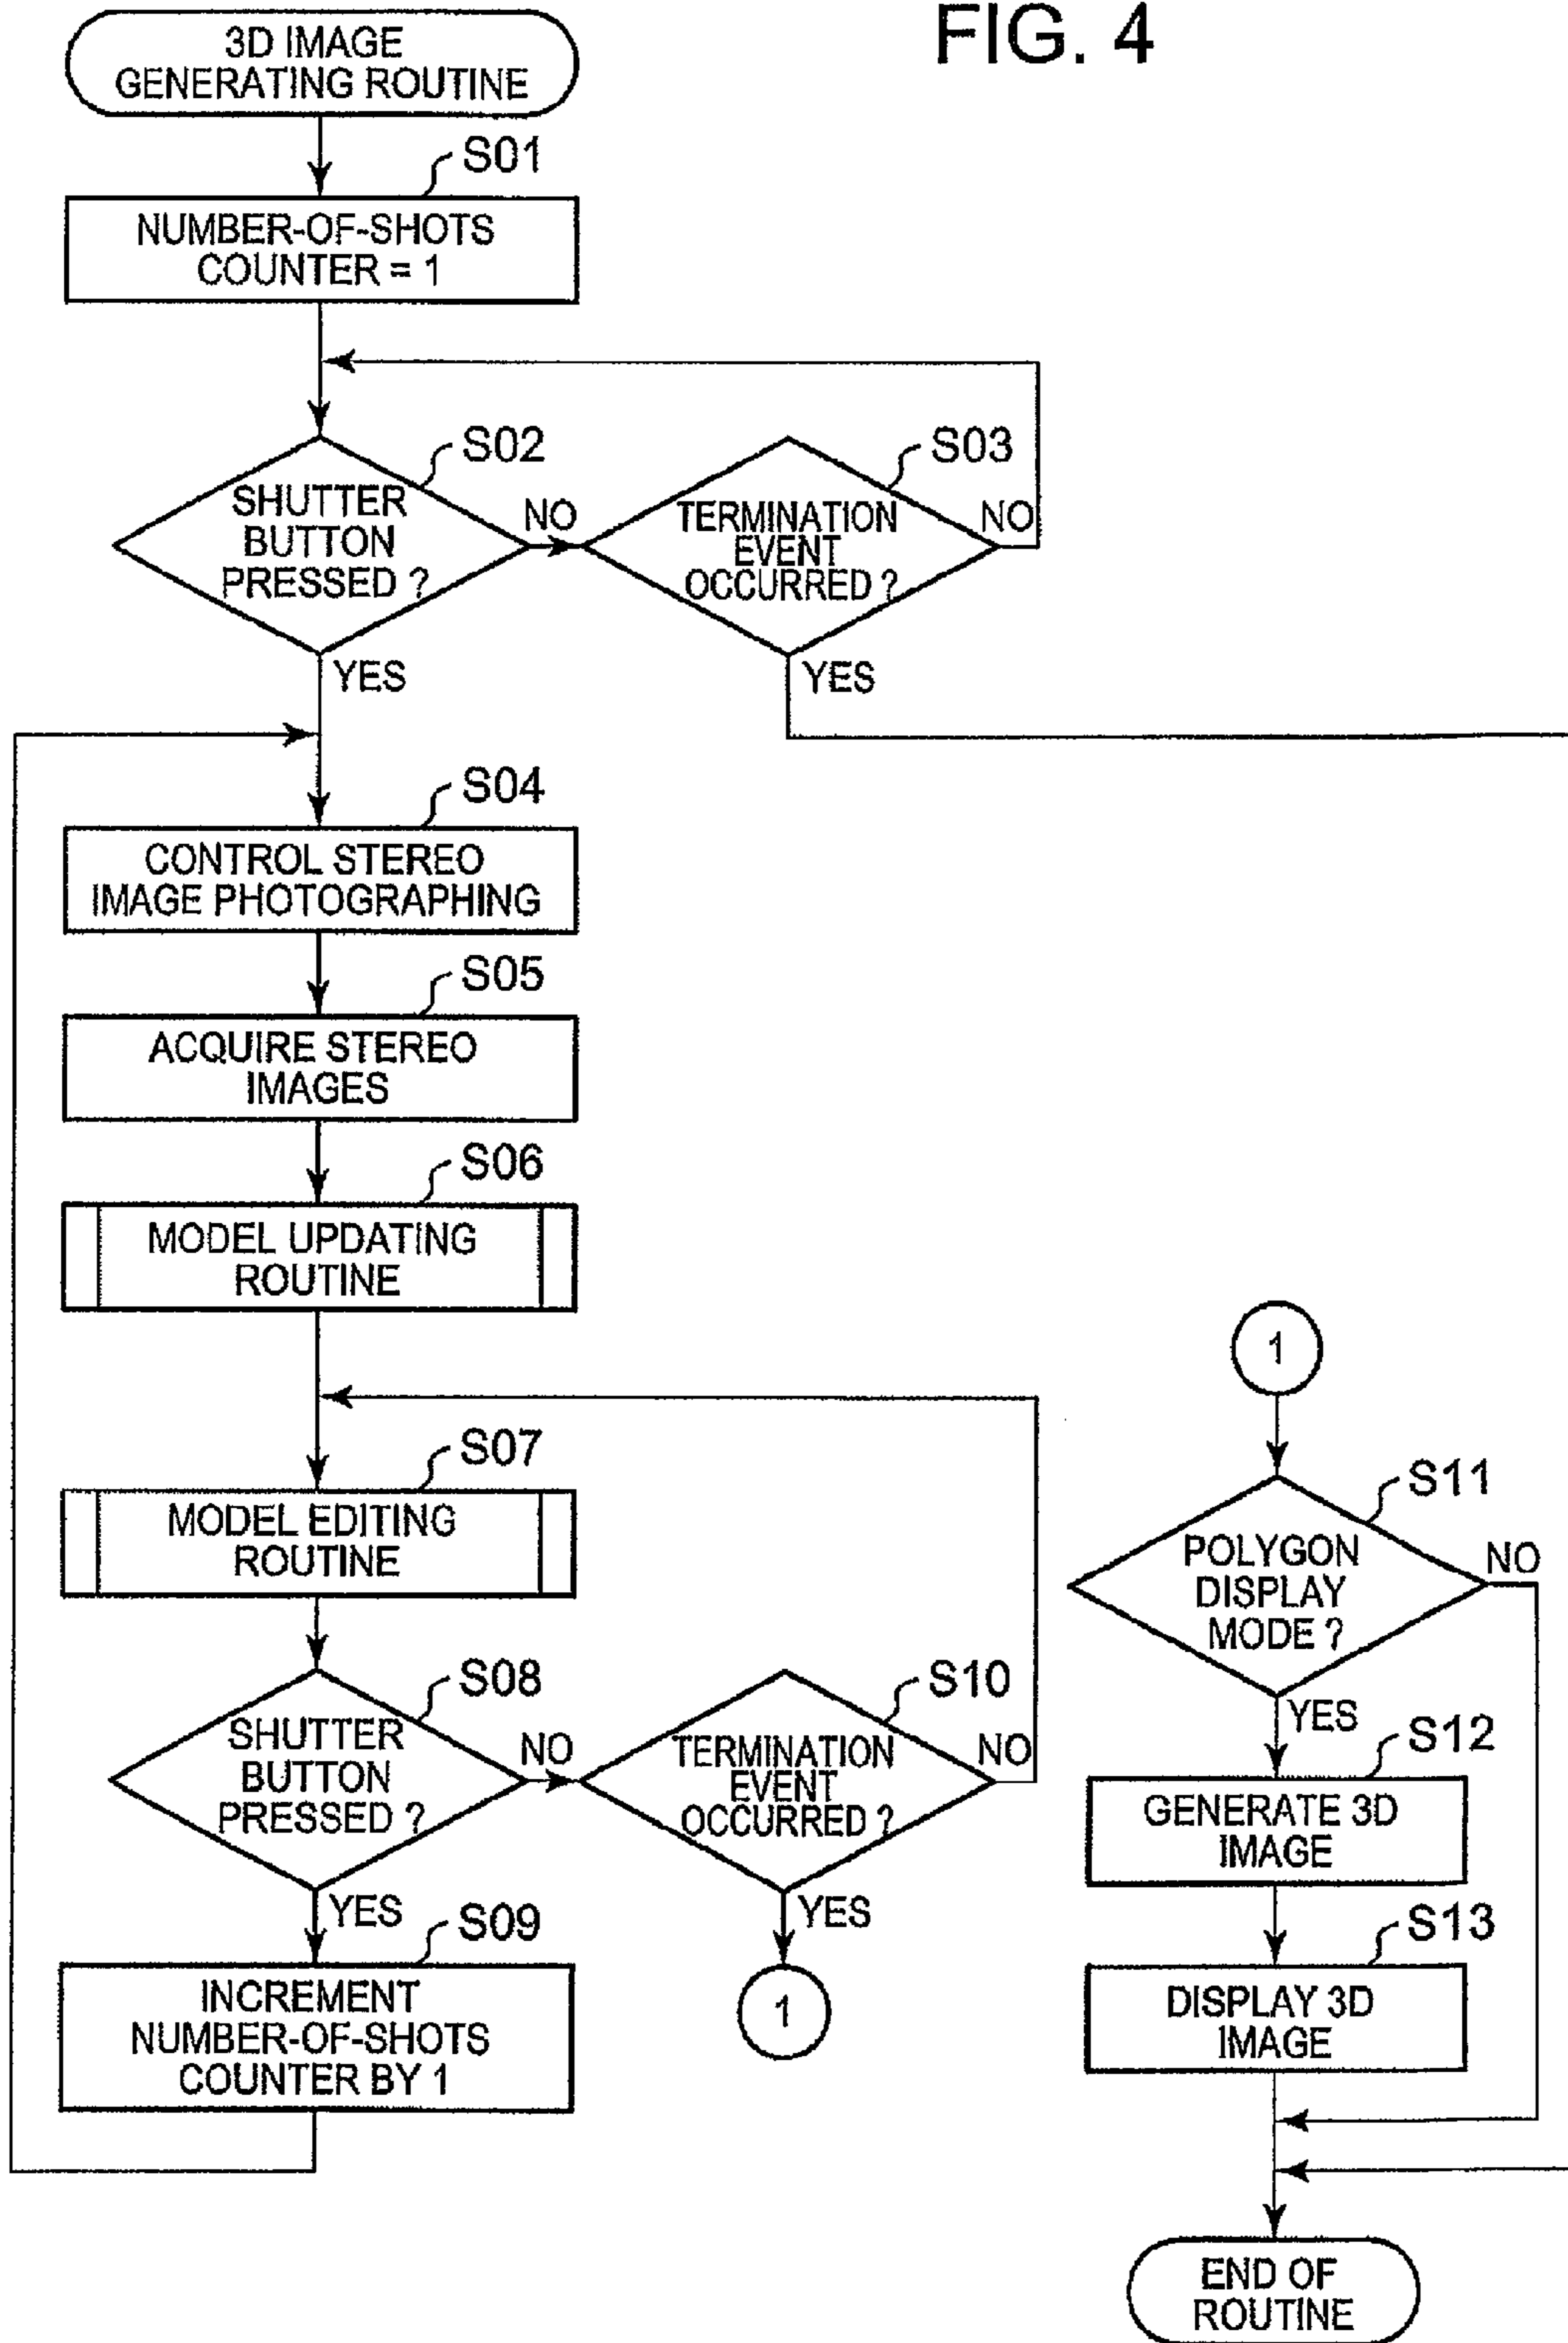 FIG. 4
3D IMAGE
GENERATING ROUTINE
S01
NUMBER-OF-SHOTS
COUNTER = 1
S02
SHUTTER
BUTTON
PRESSED ?
NO
YES
S03
TERMINATION
EVENT
OCCURRED ?
NO
YES
S04
CONTROL STEREO
IMAGE PHOTOGRAPHING
S05
ACQUIRE STEREO
IMAGES
S06
MODEL UPDATING
ROUTINE
S07
MODEL EDITING
ROUTINE
S08
SHUTTER
BUTTON
PRESSED ?
NO
YES
S09
INCREMENT
NUMBER-OF-SHOTS
COUNTER BY 1
S10
TERMINATION
EVENT
OCCURRED ?
NO
YES
1
1
S11
POLYGON
DISPLAY
MODE ?
NO
YES
S12
GENERATE 3D
IMAGE
S13
DISPLAY 3D
IMAGE
END OF
ROUTINE